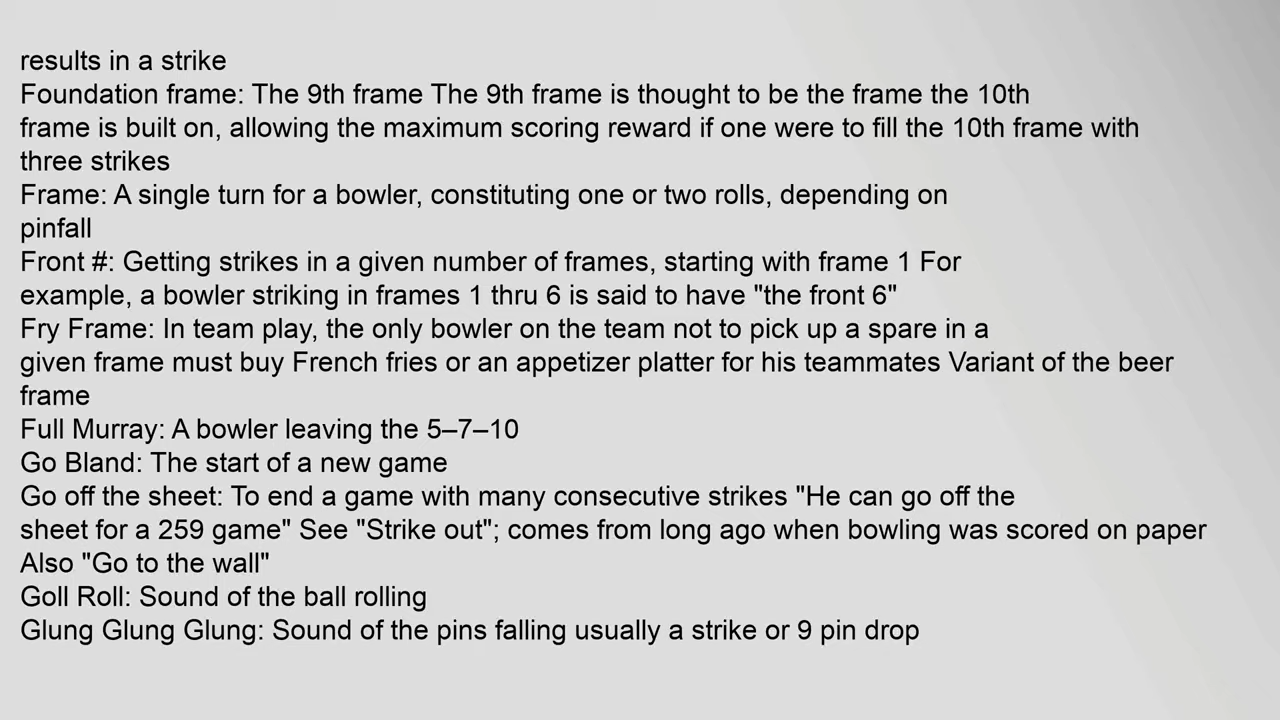 results in a strike
Foundation frame: The 9th frame The 9th frame is thought to be the frame the 10th
frame is built on, allowing the maximum scoring reward if one were to fill the 10th frame with
three strikes
Frame: A single turn for a bowler, constituting one or two rolls, depending on
pinfall
Front #: Getting strikes in a given number of frames, starting with frame 1 For
example, a bowler striking in frames 1 thru 6 is said to have "the front 6"
Fry Frame: In team play, the only bowler on the team not to pick up a spare in a
given frame must buy French fries or an appetizer platter for his teammates Variant of the beer
frame
Full Murray: A bowler leaving the 5–7–10
Go Bland: The start of a new game
Go off the sheet: To end a game with many consecutive strikes "He can go off the
sheet for a 259 game" See "Strike out"; comes from long ago when bowling was scored on paper
Also "Go to the wall"
Goll Roll: Sound of the ball rolling
Glung Glung Glung: Sound of the pins falling usually a strike or 9 pin drop